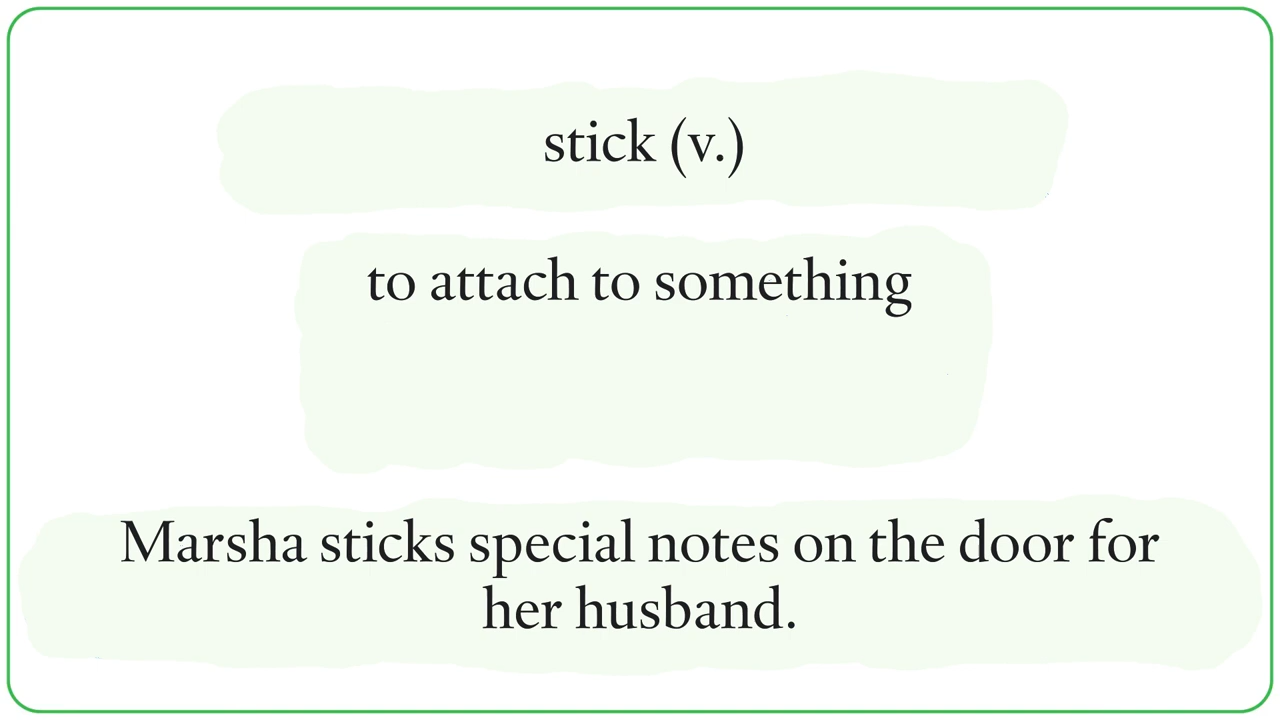 stick (v.)
to attach to something
Marsha sticks special notes on the door for
her husband.